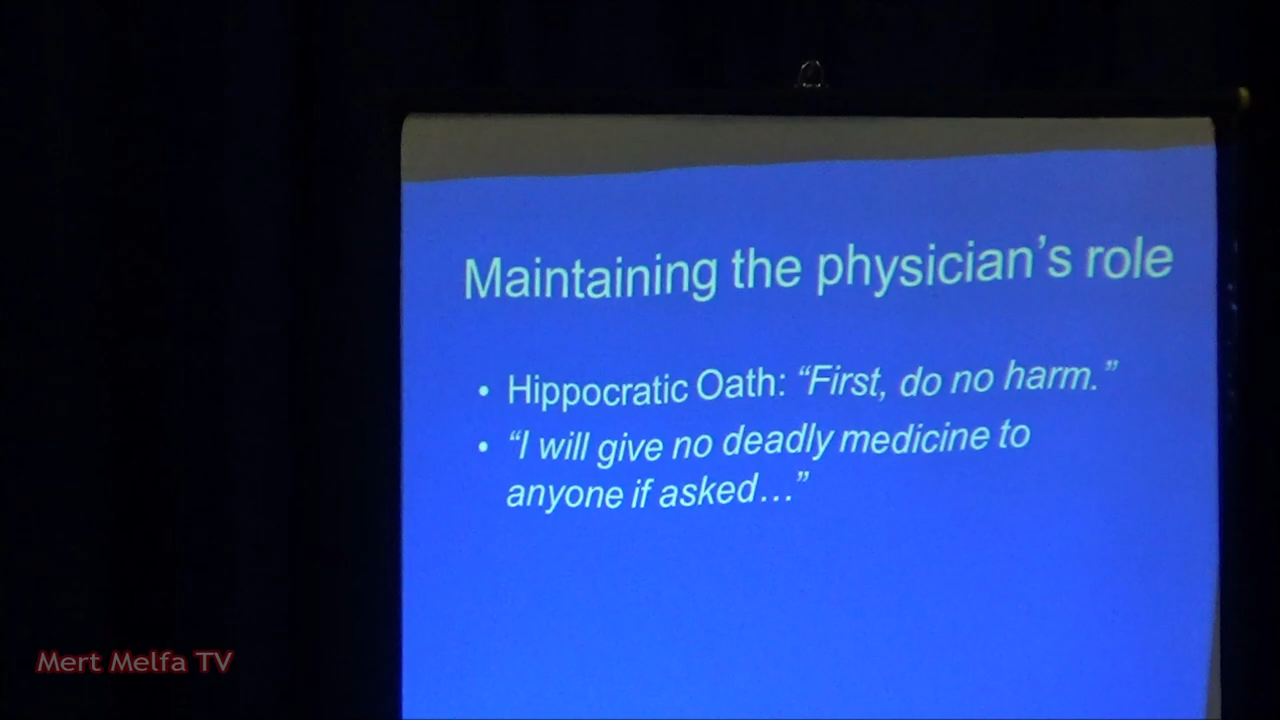 Maintaining the physician's role
• Hippocratic Oath: “First, do no harm.”
• “I will give no deadly medicine to
anyone if asked…”
Mert Melfa TV